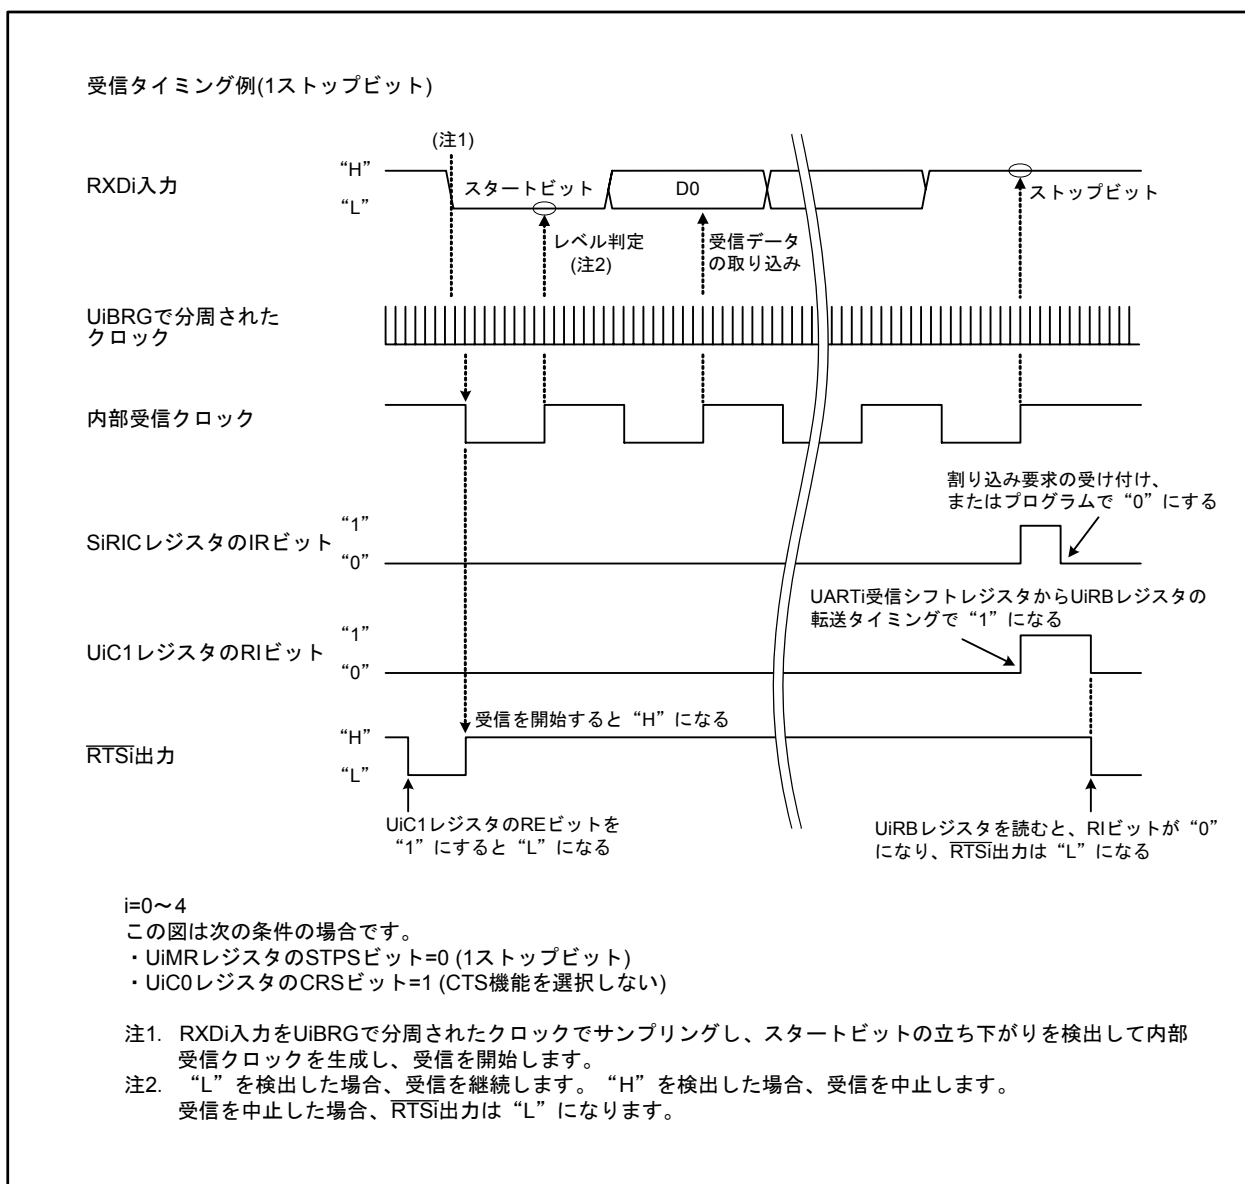 受信タイミング例(1ストップビット)
(注1)
RXDi入力
“H”
“L”
スタートビット
D0
ストップビット
レベル判定
(注2)
受信データ
の取り込み
UiBRGで分周された
クロック
内部受信クロック
割り込み要求の受け付け、
またはプログラムで“0”にする
SiRICレジスタのIRビット
“1”
“0”
UARTi受信シフトレジスタからUiRBレジスタの
転送タイミングで“1”になる
UiC1レジスタのRIビット
“1”
“0”
受信を開始すると“H”になる
RTSi出力
“H”
“L”
UiC1レジスタのREビットを
“1”にすると“L”になる
UiRBレジスタを読むと、RIビットが“0”
になり、RTSi出力は“L”になる
i=0～4
この図は次の条件の場合です。
・UiMRレジスタのSTPSビット=0 (1ストップビット)
・UiC0レジスタのCRSビット=1 (CTS機能を選択しない)
注1. RXDi入力をUiBRGで分周されたクロックでサンプリングし、スタートビットの立ち下がりを検出して内部
受信クロックを生成し、受信を開始します。
注2. “L”を検出した場合、受信を継続します。“H”を検出した場合、受信を中止します。
受信を中止した場合、RTSi出力は“L”になります。